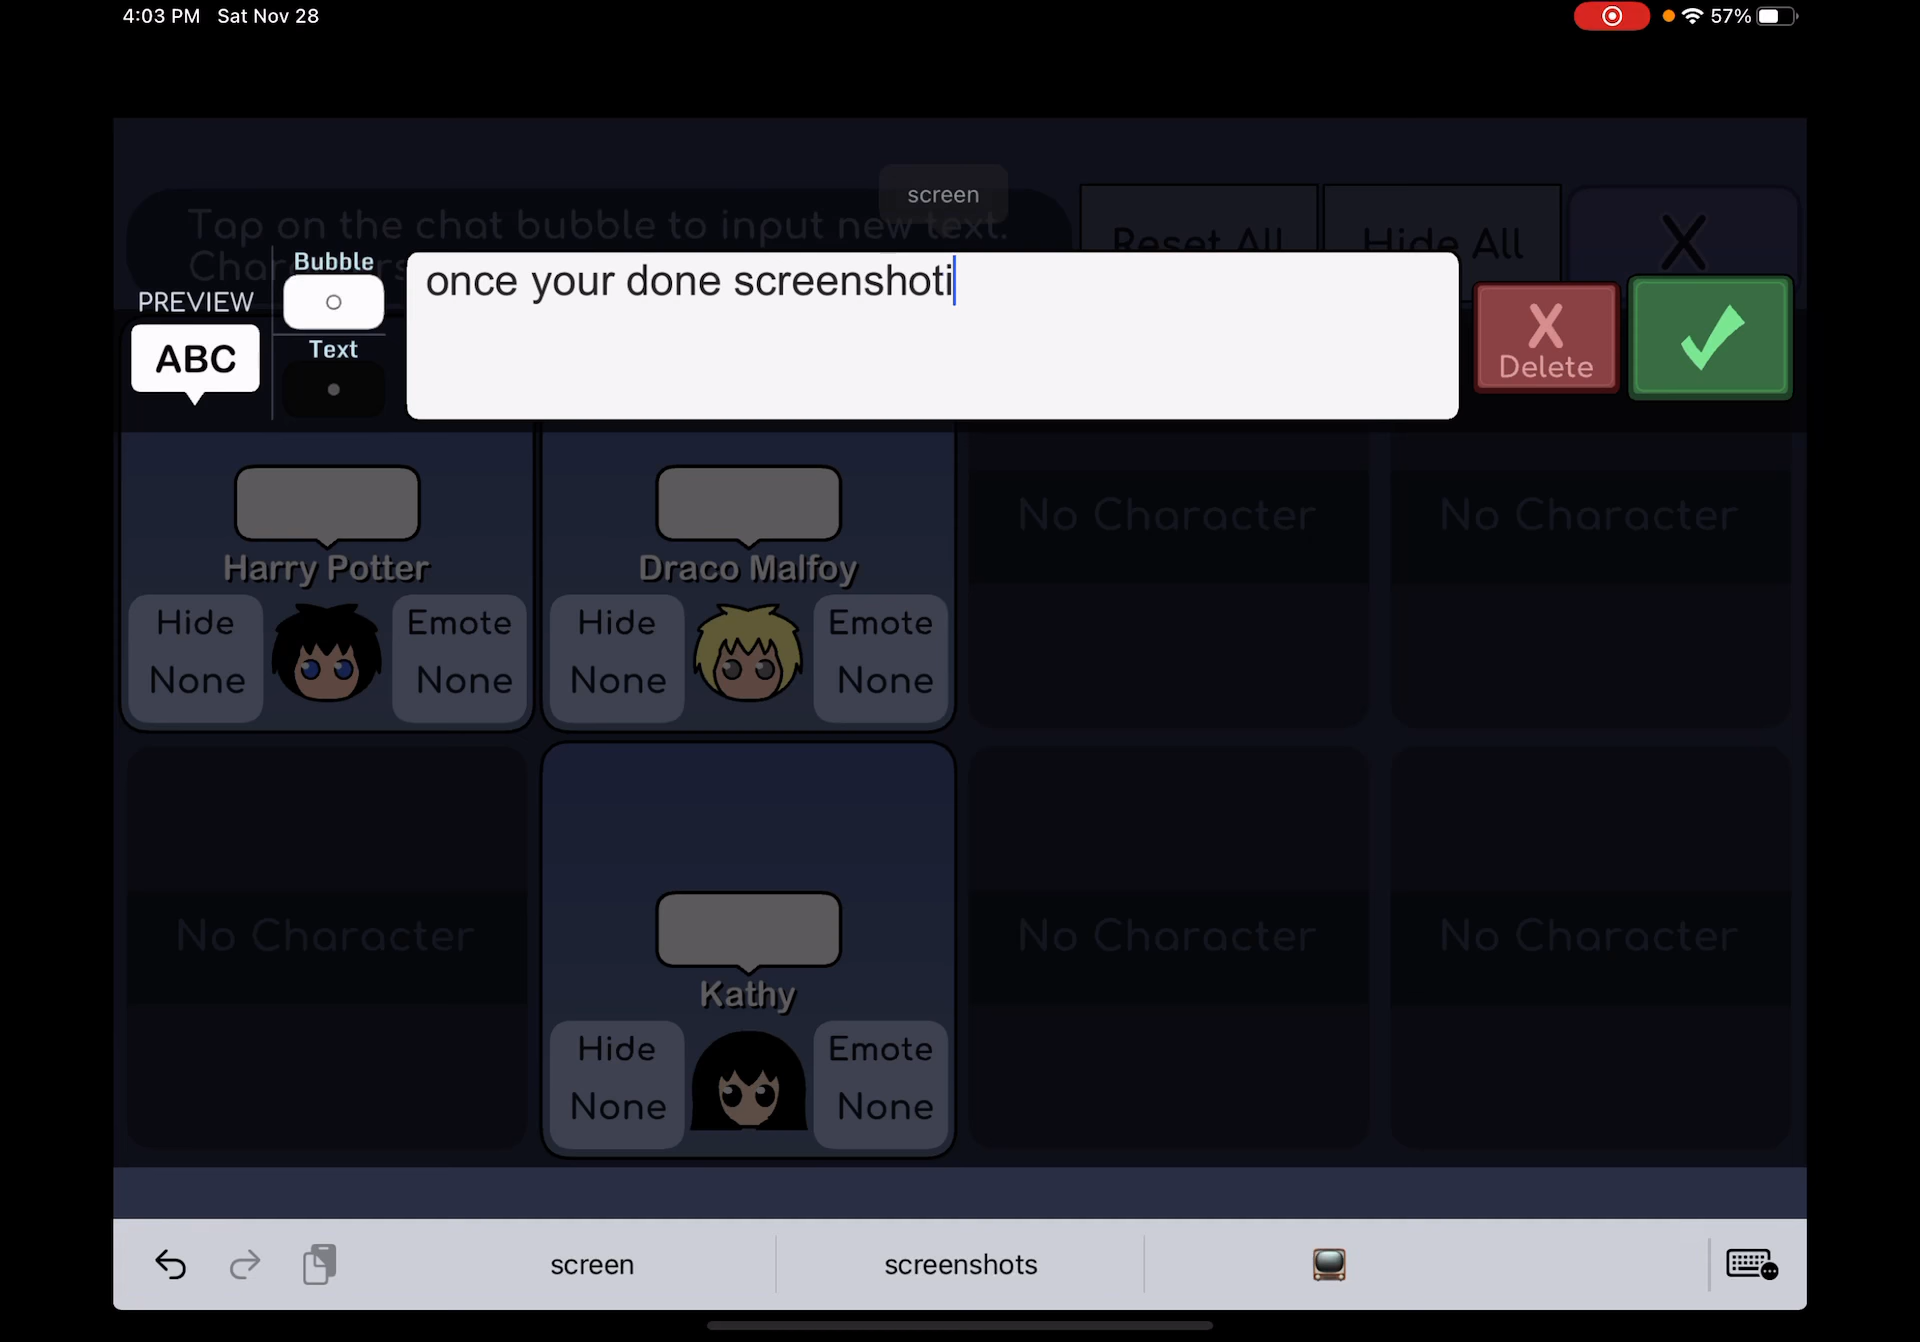 4:03 PM Sat Nov 28
57%
screen
Tap on the chat bubble to input new text.
Reset All
Hide All
X
Bubble
PREVIEW
ABC
Text
once your done screenshoti
X
Delete
Harry Potter
Hide
None
Emote
None
Draco Malfoy
Hide
None
Emote
None
No Character
No Character
No Character
Kathy
Hide
None
Emote
None
No Character
No Character
screen
screenshots